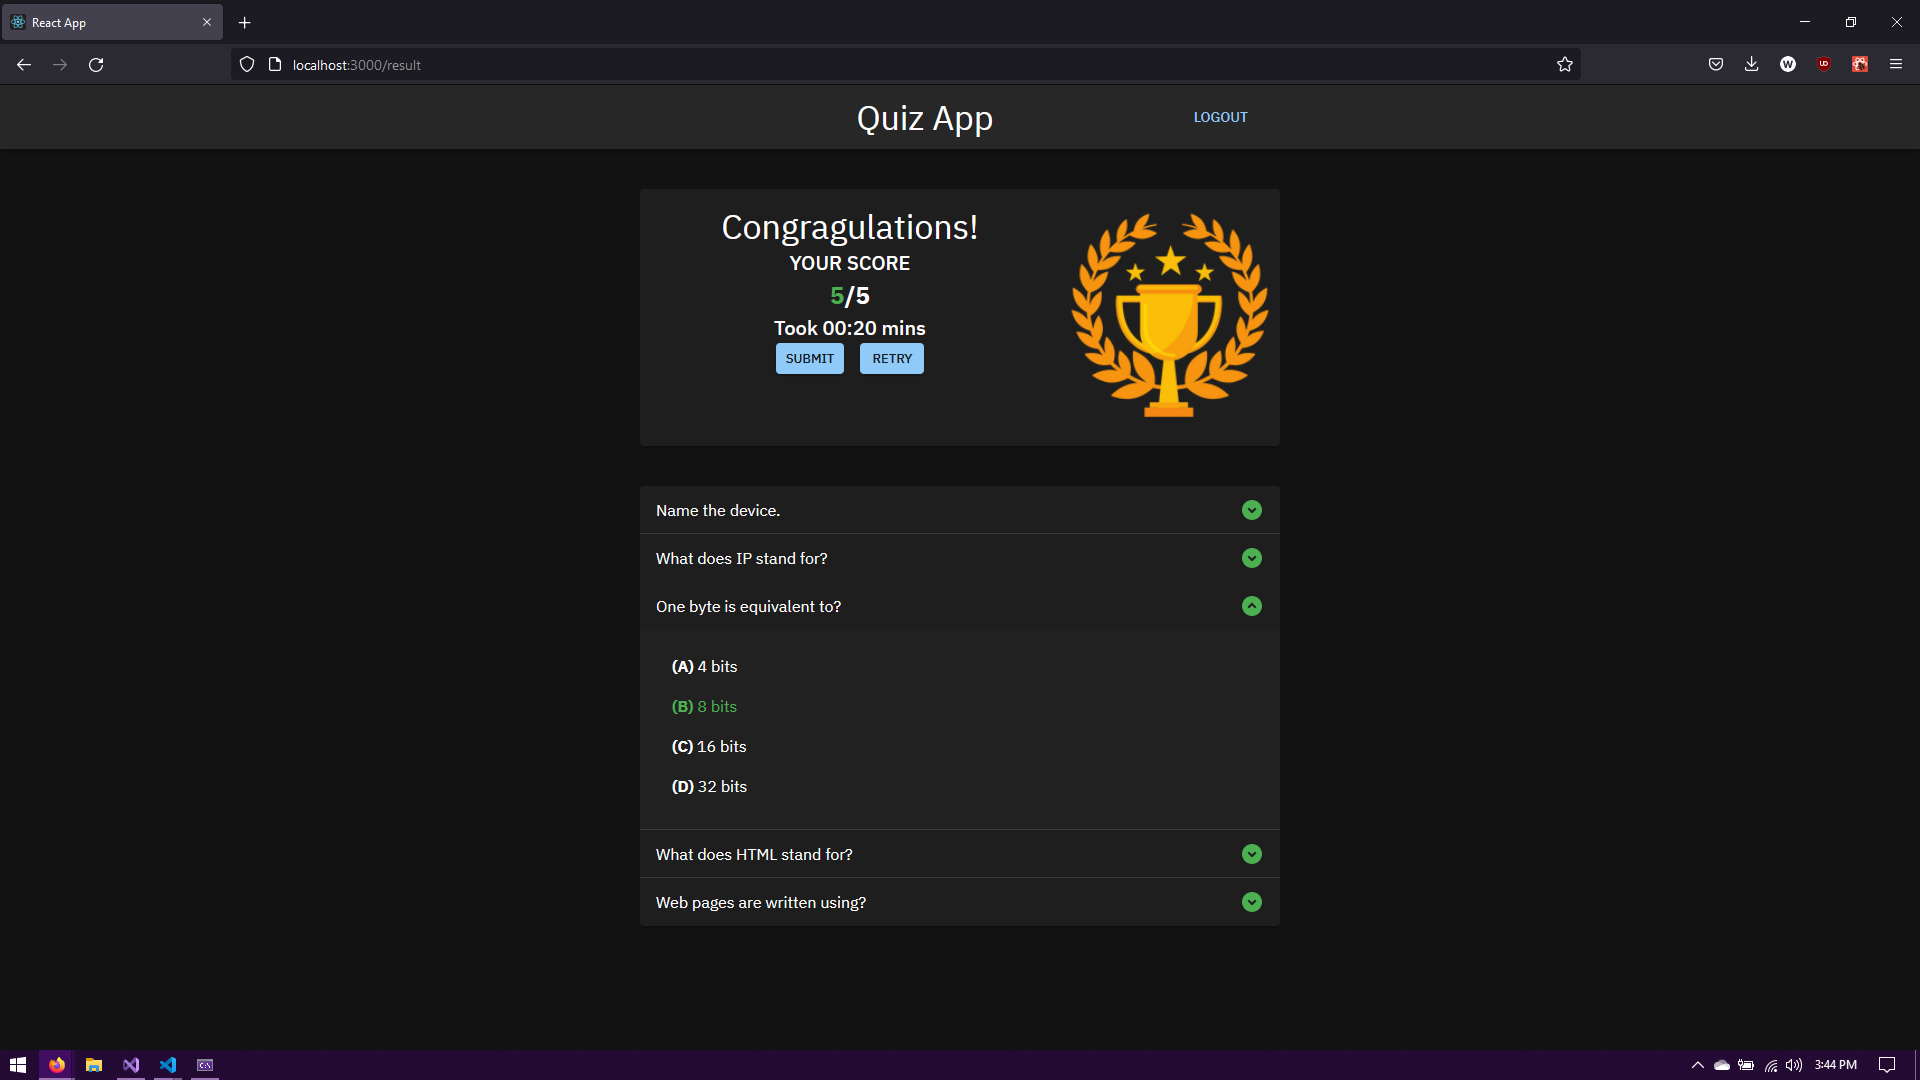 React App
localhost:3000/result
W
UD
Quiz App
LOGOUT
Congragulations!
YOUR SCORE
5/5
Took 00:20 mins
SUBMIT RETRY
Name the device.
What does IP stand for?
One byte is equivalent to?
(A) 4 bits
(B) 8 bits
(C) 16 bits
(D) 32 bits
What does HTML stand for?
Web pages are written using?
C:\
3:44 PM